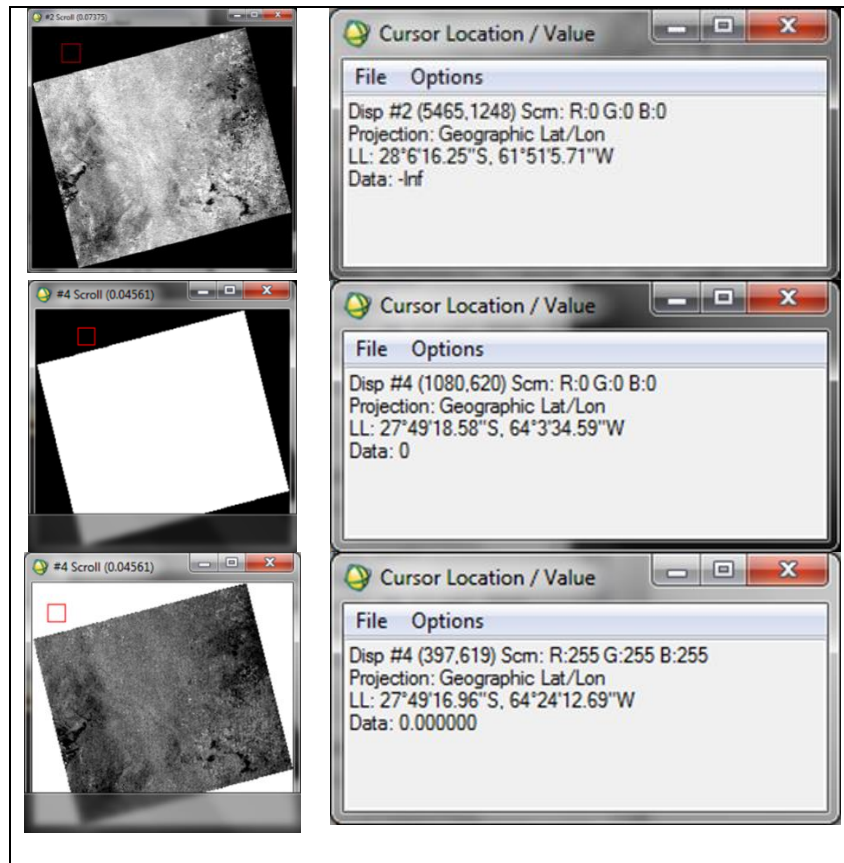 #2 Scroll (0.07375)
Cursor Location / Value
File Options
Disp #2 (5465,1248) Scrn: R:0 G:0 B:0
Projection: Geographic Lat/Lon
LL: 28°6'16.25"S, 61°51'5.71"W
Data: -Inf
#4 Scroll (0.04561)
Cursor Location / Value
File Options
Disp #4 (1080,620) Scrn: R:0 G:0 B:0
Projection: Geographic Lat/Lon
LL: 27°49'18.58"S, 64°3'34.59"W
Data: 0
#4 Scroll (0.04561)
Cursor Location / Value
File Options
Disp #4 (397,619) Scrn: R:255 G:255 B:255
Projection: Geographic Lat/Lon
LL: 27°49'16.96"S, 64°24'12.69"W
Data: 0.000000